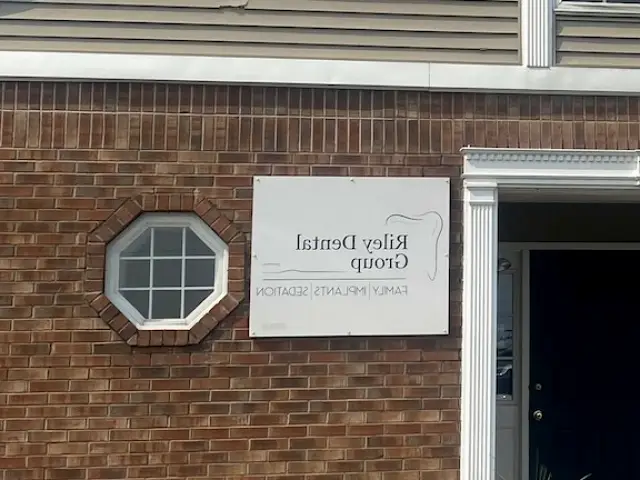 Riley Dental
Group
FAMILY | IMPLANTS | SEDATION